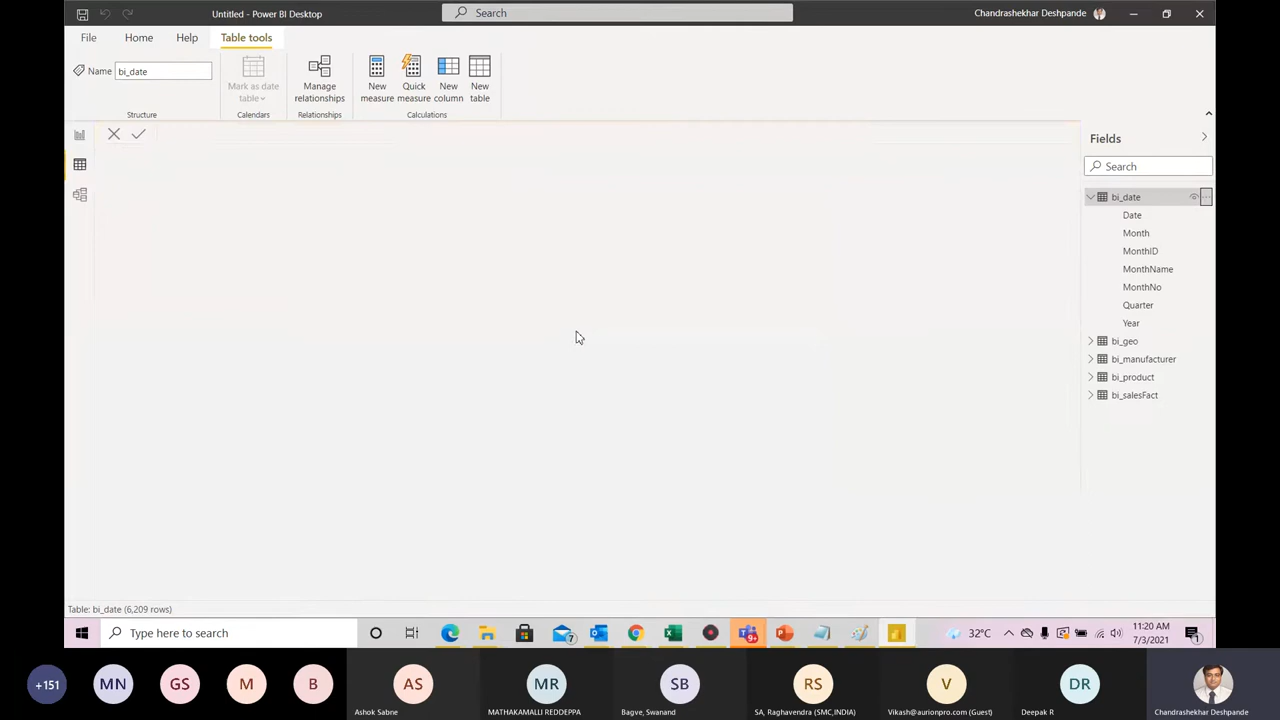 Untitled - Power BI Desktop
Search
Chandrashekhar Deshpande
File
Home
Help
Table tools
Name
bi_date
Mark as date
table
Manage
relationships
New
measure
Quick
measure
New
column
New
table
Structure
Calendars
Relationships
Calculations
Fields
Search
bi_date
Date
Month
MonthID
MonthName
MonthNo
Quarter
Year
bi_geo
bi_manufacturer
bi_product
bi_salesFact
Table: bi_date (6,209 rows)
Type here to search
7
9+
32°C
11:20 AM
7/3/2021
1
+151
MN
GS
M
B
AS
Ashok Sabne
MR
MATHAKAMALLI REDDEPPA
SB
Bagve, Swanand
RS
SA, Raghavendra (SMC,INDIA)
V
Vikash@aurionpro.com (Guest)
DR
Deepak R
Chandrashekhar Deshpande